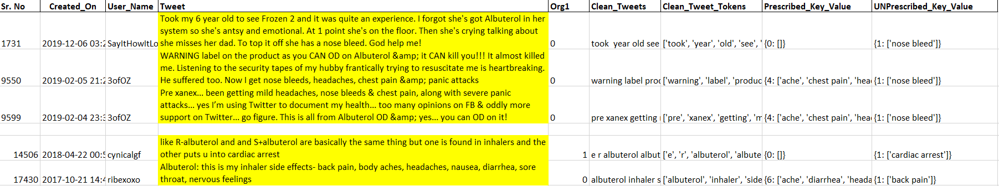 Sr. No Created_On User_Name Tweet Org1 Clean_Tweets Clean_Tweet_Tokens Prescribed_Key_Value UNPrescribed_Key_Value
Took my 6 year old to see Frozen 2 and it was quite an experience. I forgot she's got Albuterol in her
system so she's antsy and emotional. At 1 point she's on the floor. Then she's crying talking about
she misses her dad. To top it off she has a nose bleed. God help me!
1731 2019-12-06 03:2 SayItHowItLo 0 took year old see ['took', 'year', 'old', 'see', ' {0: []} {1: ['nose bleed']}
WARNING label on the product as you CAN OD on Albuterol &amp; it CAN kill you!!! It almost killed
me. Listening to the security tapes of my hubby frantically trying to resuscitate me is heartbreaking.
He suffered too. Now I get nose bleeds, headaches, chest pain &amp; panic attacks
9550 2019-02-05 21:2 3ofOZ 0 warning label proc ['warning', 'label', 'produc {4: ['ache', 'chest pain', 'hea {1: ['nose bleed']}
Pre xanex... been getting mild headaches, nose bleeds & chest pain, along with severe panic
attacks... yes I’m using Twitter to document my health... too many opinions on FB & oddly more
support on Twitter... go figure. This is all from Albuterol OD &amp; yes... you can OD on it!
9599 2019-02-04 23:3 3ofOZ 0 pre xanex getting ['pre', 'xanex', 'getting', 'm {4: ['ache', 'chest pain', 'hea {1: ['nose bleed']}
like R-albuterol and and S+albuterol are basically the same thing but one is found in inhalers and the
other puts u into cardiac arrest
14506 2018-04-22 00:5 cynicalgf 1 e r albuterol albut ['e', 'r', 'albuterol', 'albute {0: []} {1: ['cardiac arrest']}
Albuterol: this is my inhaler side effects- back pain, body aches, headaches, nausea, diarrhea, sore
throat, nervous feelings
17430 2017-10-21 14:4 ribexoxo 0 albuterol inhaler s ['albuterol', 'inhaler', 'side {6: ['ache', 'diarrhea', 'heada {1: ['back pain']}